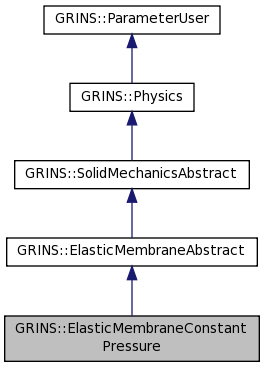 GRINS::ParameterUser
GRINS::Physics
GRINS::SolidMechanicsAbstract
GRINS::ElasticMembraneAbstract
GRINS::ElasticMembraneConstant
Pressure